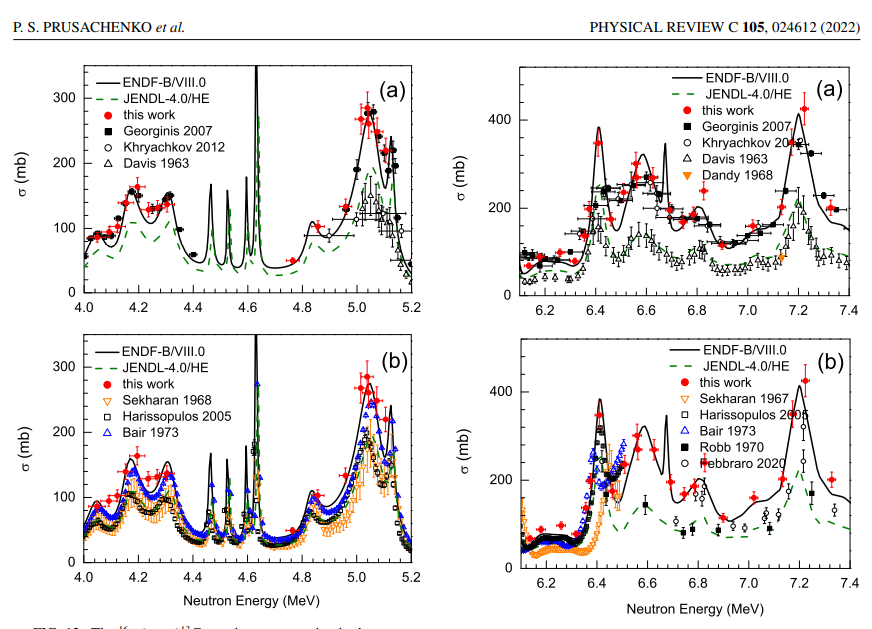 P. S. PRUSACHENKO et al.
PHYSICAL REVIEW C 105, 024612 (2022)
ENDF-B/VIII.0
JENDL-4.0/HE
this work
Georginis 2007
Khryachkov 2012
Davis 1963
(a)
300
200
100
0
σ (mb)
4.0 4.2 4.4 4.6 4.8 5.0 5.2
ENDF-B/VIII.0
JENDL-4.0/HE
this work
Georginis 2007
Khryachkov 20
Davis 1963
Dandy 1968
(a)
400
200
0
σ (mb)
6.2 6.4 6.6 6.8 7.0 7.2 7.4
ENDF-B/VIII.0
JENDL-4.0/HE
this work
Sekharan 1968
Harissopulos 2005
Bair 1973
(b)
300
200
100
0
σ (mb)
4.0 4.2 4.4 4.6 4.8 5.0 5.2
Neutron Energy (MeV)
ENDF-B/VIII.0
JENDL-4.0/HE
this work
Sekharan 1967
Harissopulos 2005
Bair 1973
Robb 1970
Febbraro 2020
(b)
400
200
0
σ (mb)
6.2 6.4 6.6 6.8 7.0 7.2 7.4
Neutron Energy (MeV)